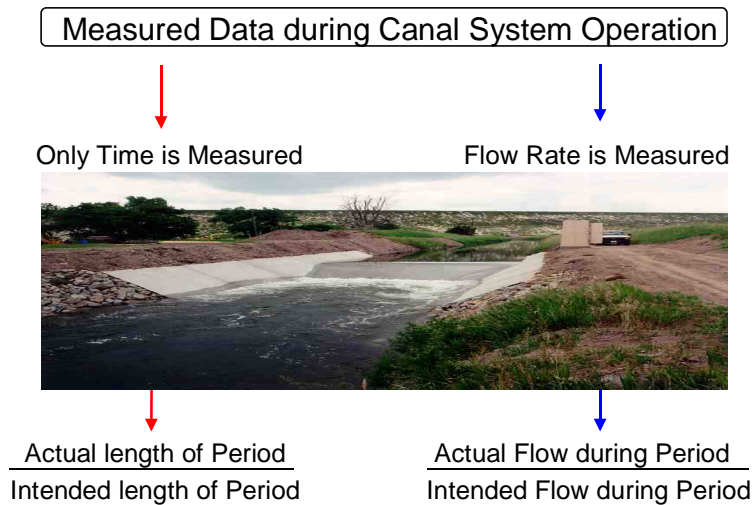 Measured Data during Canal System Operation
Only Time is Measured
Flow Rate is Measured
Actual length of Period
Intended length of Period
Actual Flow during Period
Intended Flow during Period